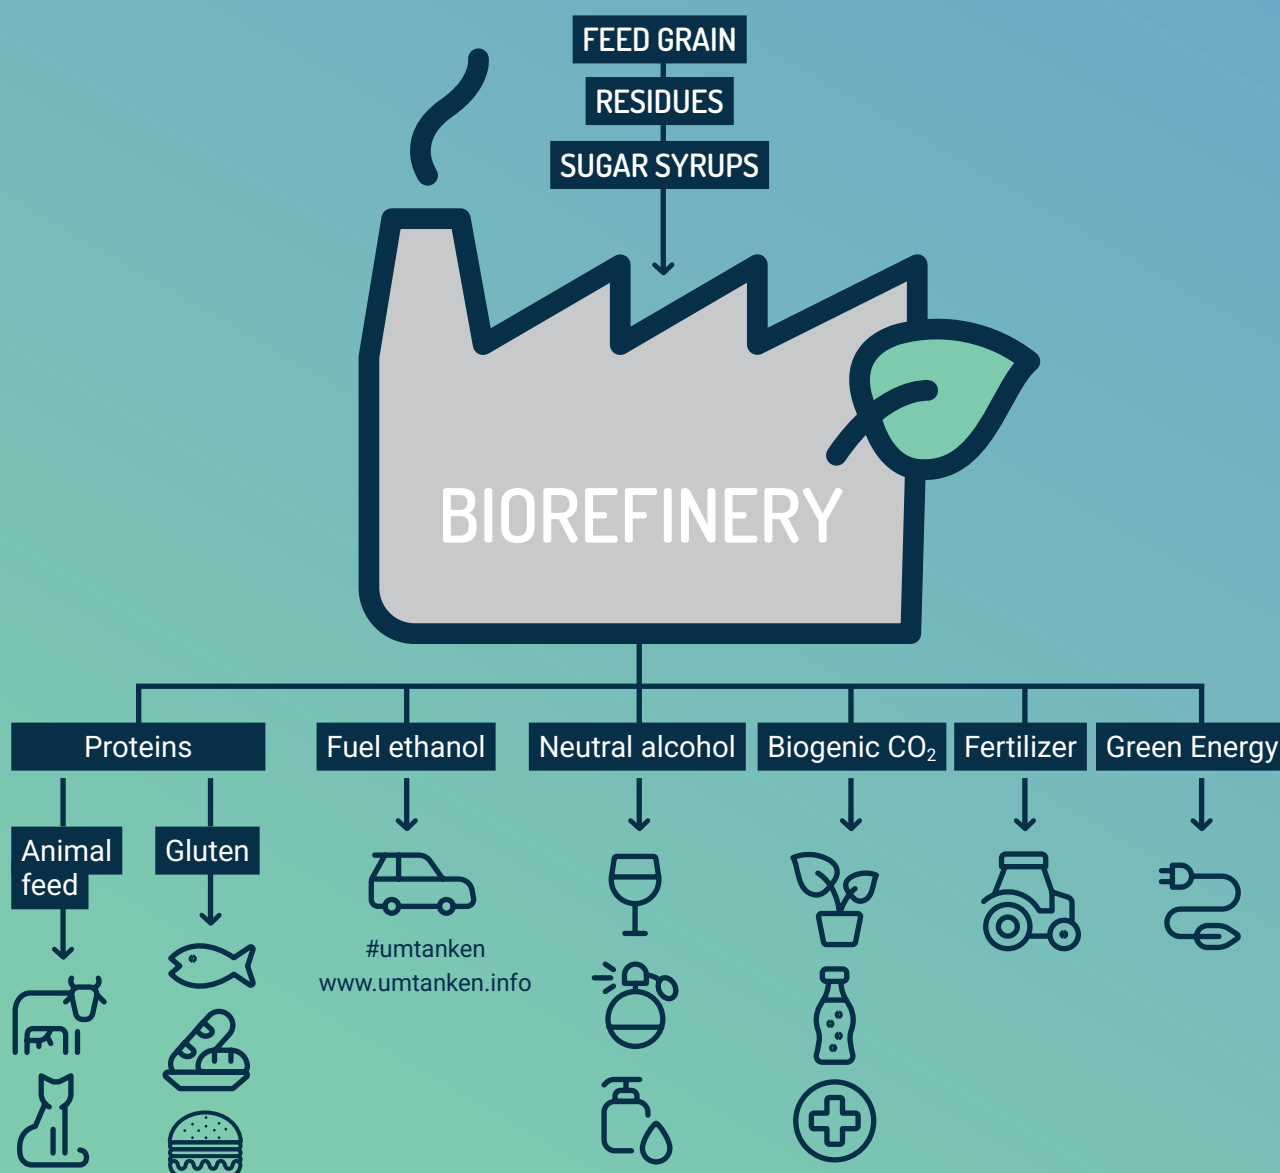 FEED GRAIN
RESIDUES
SUGAR SYRUPS
BIOREFINERY
Proteins
Fuel ethanol
Neutral alcohol
Biogenic CO₂
Fertilizer
Green Energy
Animal
feed
Gluten
#umtanken
www.umtanken.info